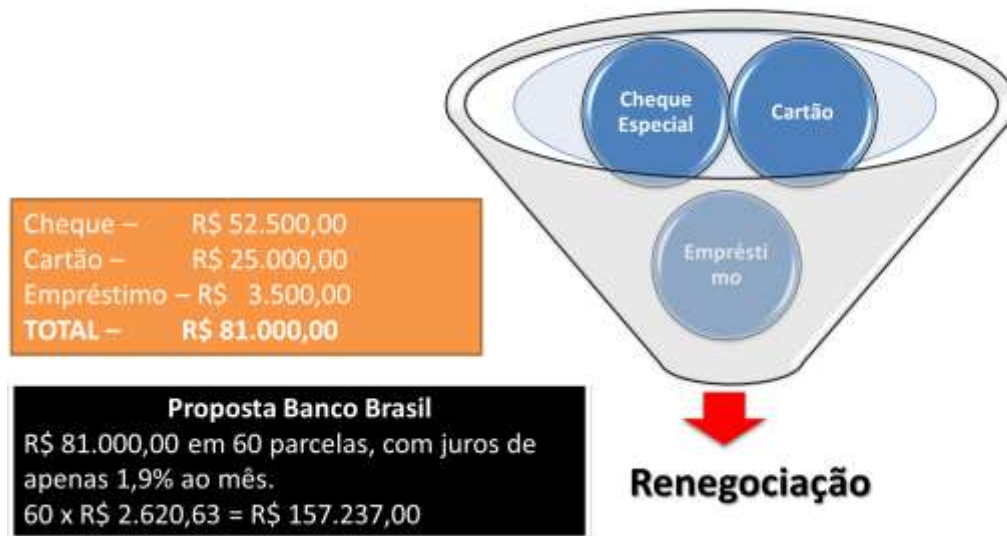 Cheque
Especial
Cartão
Emprésti
mo
Cheque – R$ 52.500,00
Cartão – R$ 25.000,00
Empréstimo – R$ 3.500,00
TOTAL – R$ 81.000,00
Proposta Banco Brasil
R$ 81.000,00 em 60 parcelas, com juros de
apenas 1,9% ao mês.
60 x R$ 2.620,63 = R$ 157.237,00
Renegociação